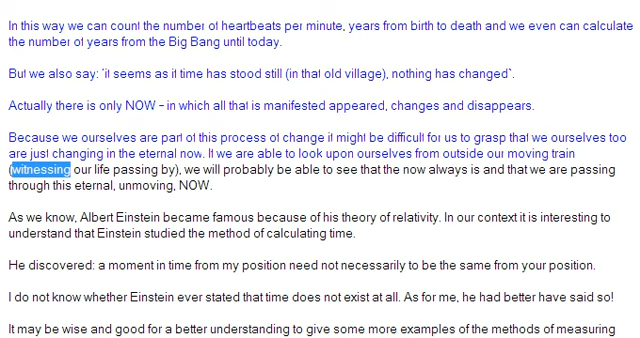 In this way we can count the number of heartbeats per minute, years from birth to death and we even can calculate
the number of years from the Big Bang until today.
But we also say: `it seems as if time has stood still (in that old village), nothing has changed`.
Actually there is only NOW – in which all that is manifested appeared, changes and disappears.
Because we ourselves are part of this process of change it might be difficult for us to grasp that we ourselves too
are just changing in the eternal now. If we are able to look upon ourselves from outside our moving train
(witnessing our life passing by), we will probably be able to see that the now always is and that we are passing
through this eternal, unmoving, NOW.
As we know, Albert Einstein became famous because of his theory of relativity. In our context it is interesting to
understand that Einstein studied the method of calculating time.
He discovered: a moment in time from my position need not necessarily to be the same from your position.
I do not know whether Einstein ever stated that time does not exist at all. As for me, he had better have said so!
It may be wise and good for a better understanding to give some more examples of the methods of measuring